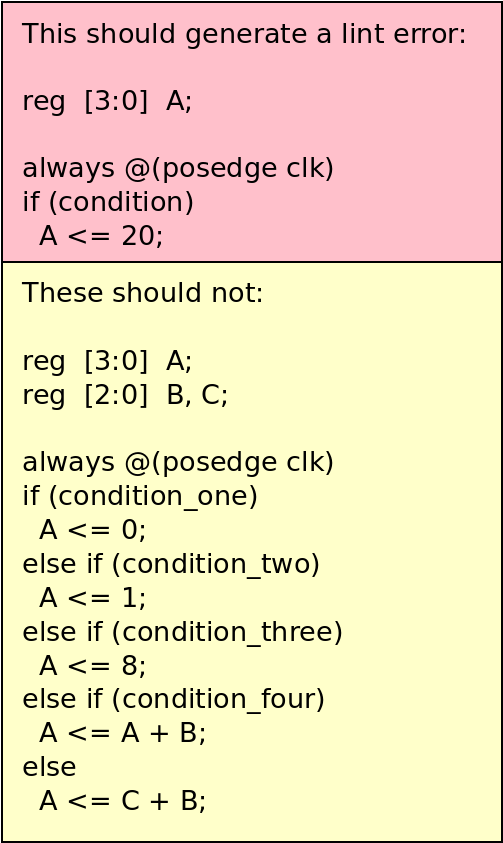 This should generate a lint error:
reg  [3:0]  A;
always @(posedge clk)
if (condition)
  A <= 20;
These should not:
reg  [3:0]  A;
reg  [2:0]  B, C;
always @(posedge clk)
if (condition_one)
  A <= 0;
else if (condition_two)
  A <= 1;
else if (condition_three)
  A <= 8;
else if (condition_four)
  A <= A + B;
else
  A <= C + B;